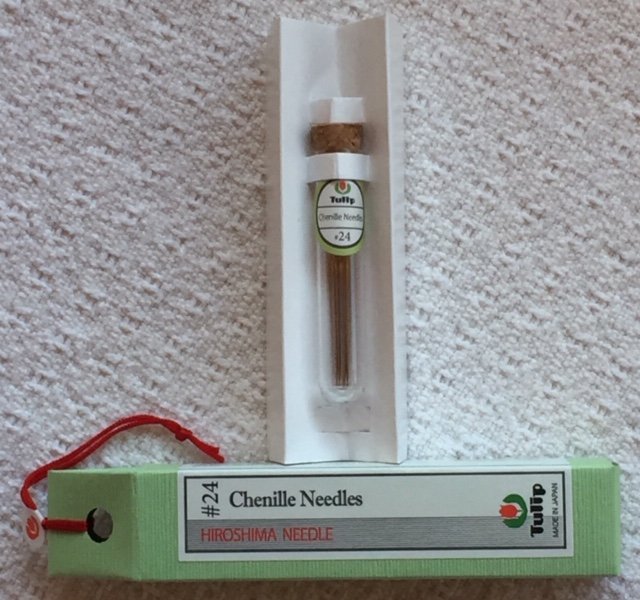 Tulip
Chenille Needles
#24
#24
Chenille Needles
HIROSHIMA NEEDLE
Tulip
MADE IN JAPAN